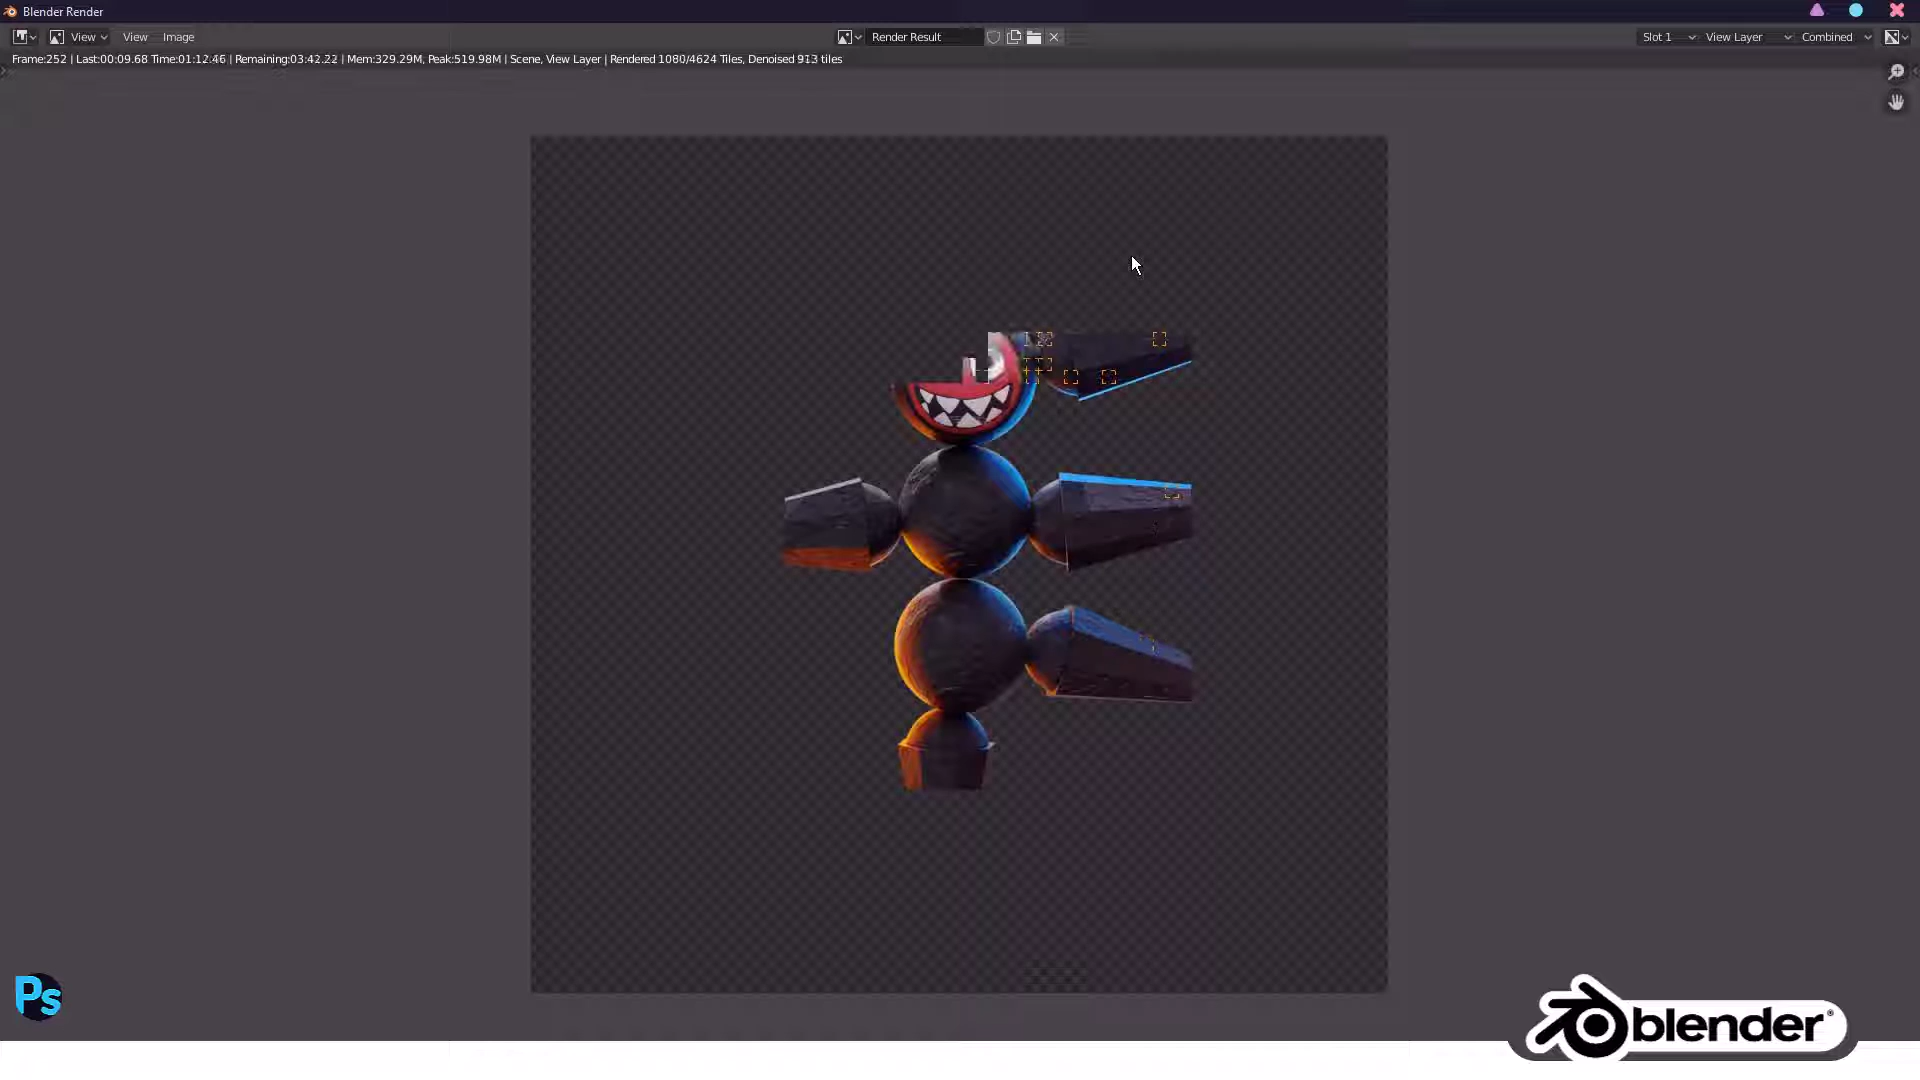 Blender Render
View View Image Render Result Slot 1 View Layer Combined
Frame:252 | Last:00:09.68 Time:01:12.46 | Remaining:03:42.22 | Mem:329.29M, Peak:519.98M | Scene, View Layer | Rendered 1080/4624 Tiles, Denoised 913 tiles
Ps
blender®